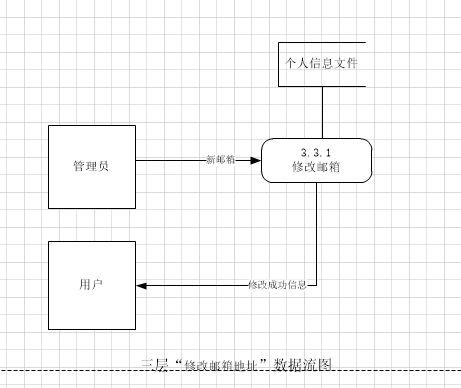 个人信息文件
3.3.1
修改邮箱
新邮箱
管理员
用户
修改成功信息
三层“修改邮箱地址”数据流图